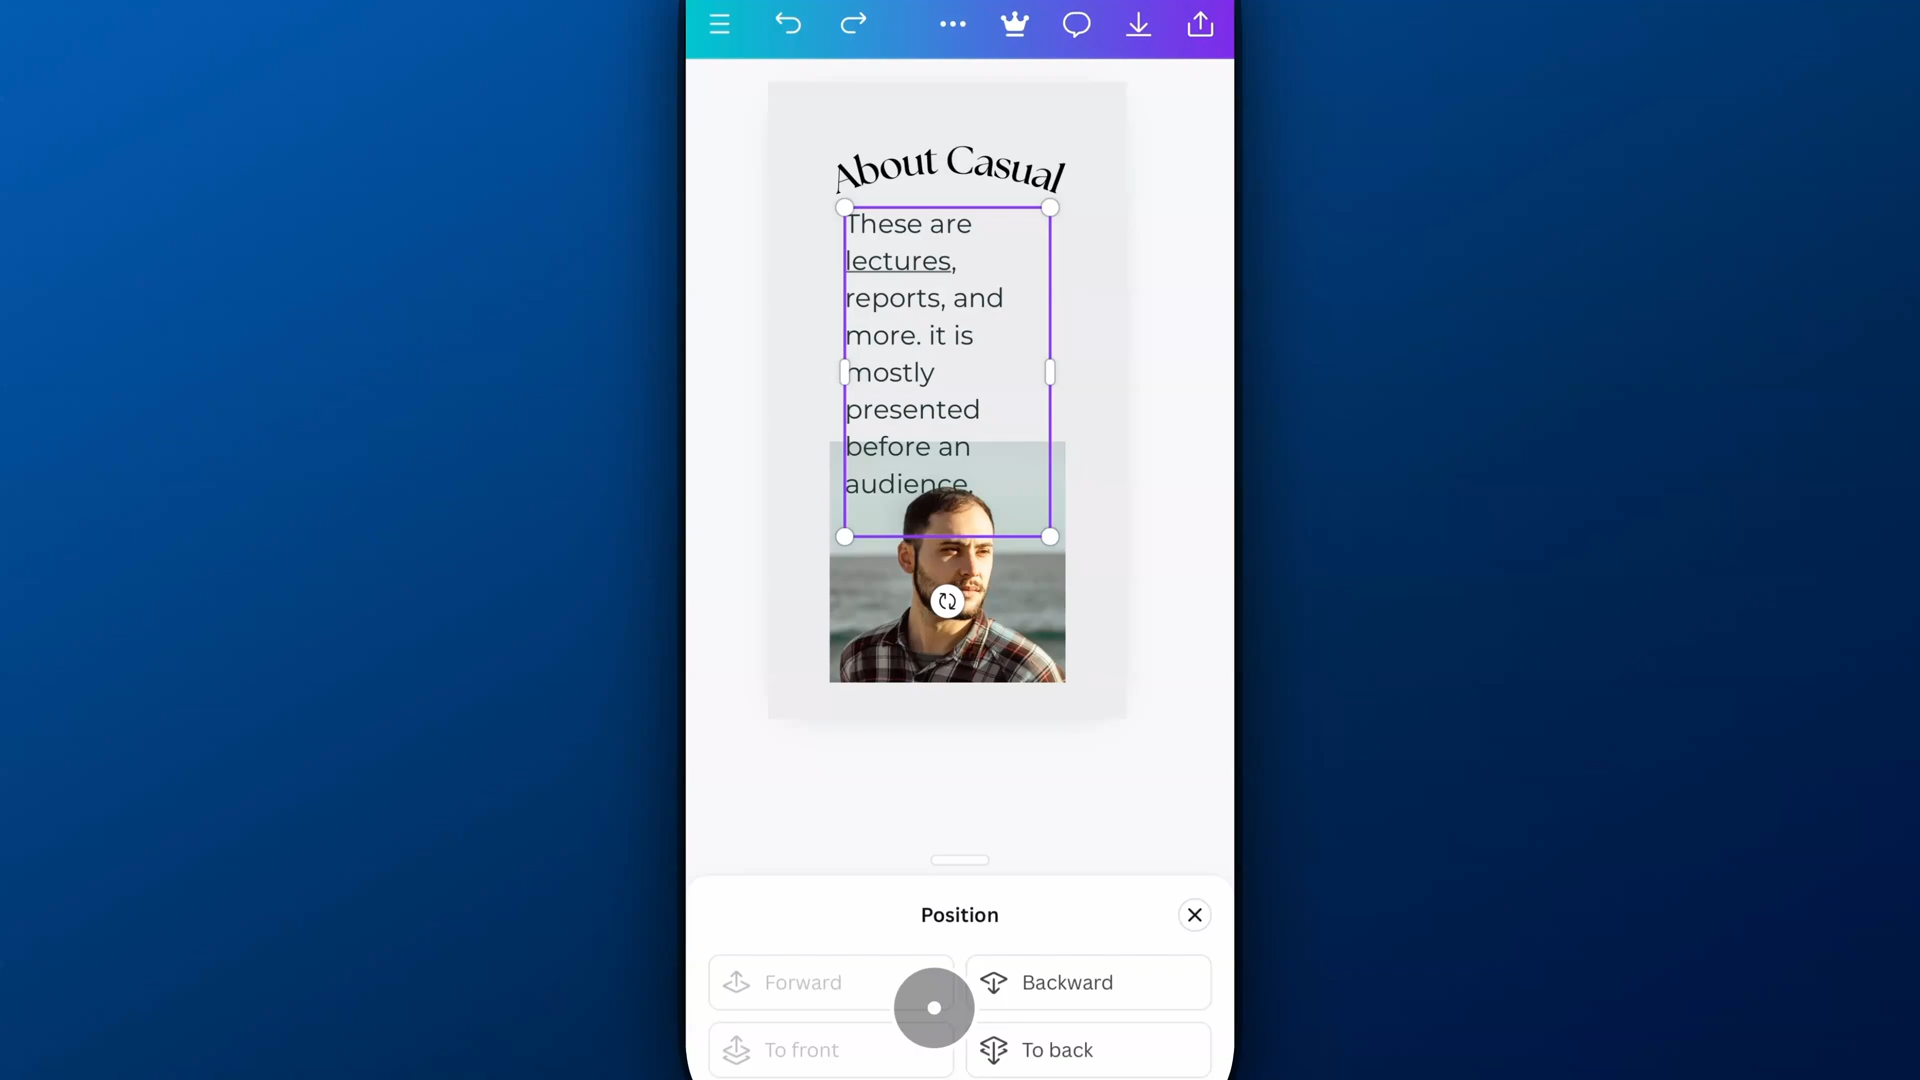 About Casual
These are
lectures,
reports, and
more. it is
mostly
presented
before an
audience.
Position
Forward
Backward
To front
To back